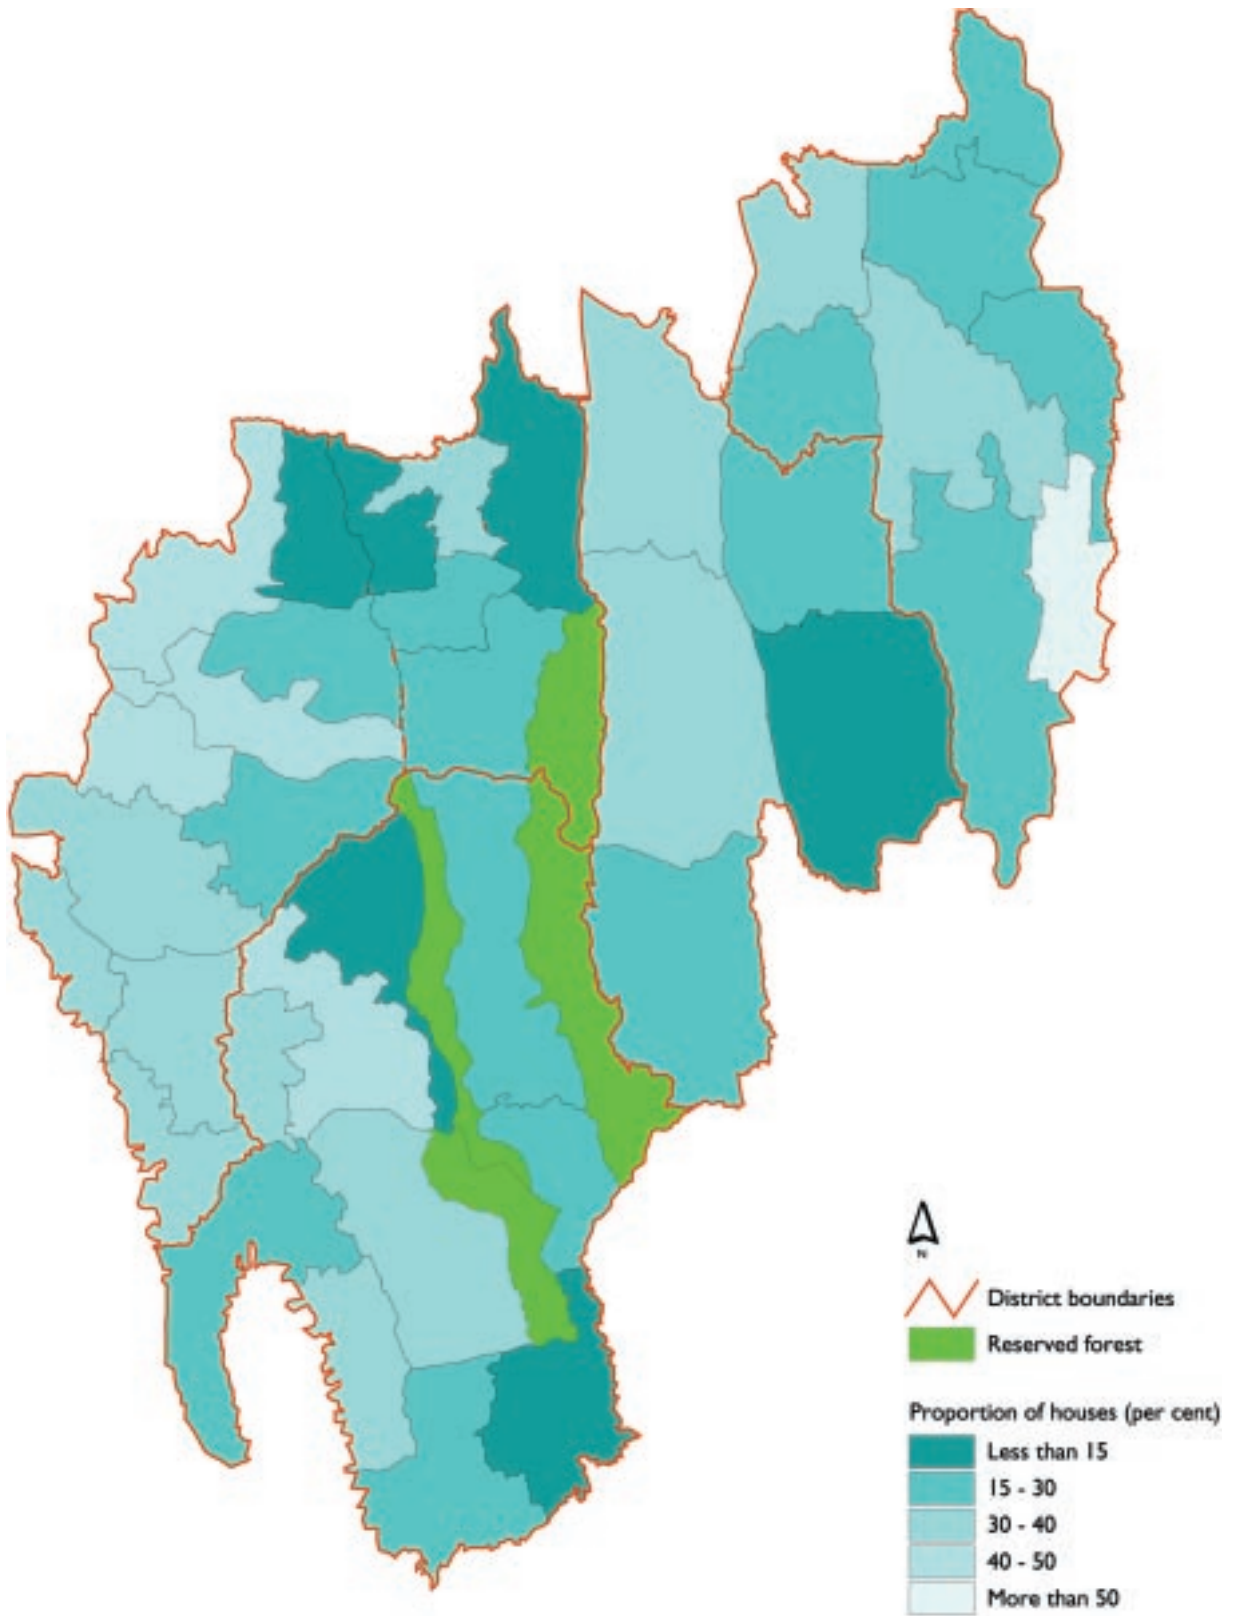 N
District boundaries
Reserved forest
Proportion of houses (per cent)
Less than 15
15 - 30
30 - 40
40 - 50
More than 50